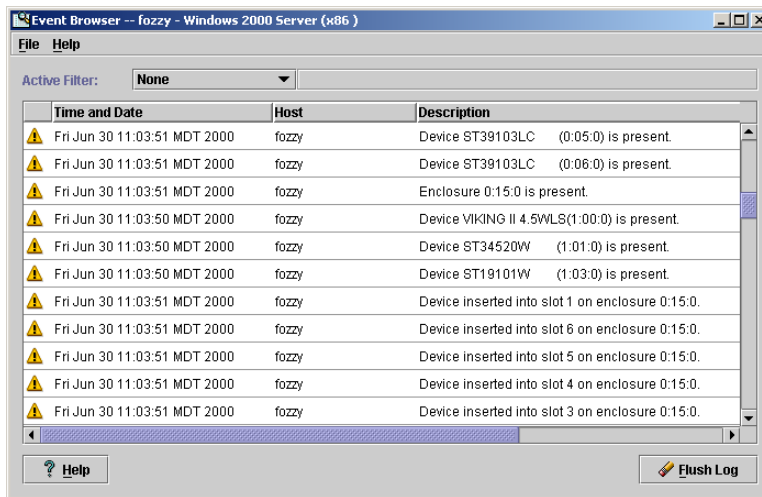 Event Browser -- fozzy - Windows 2000 Server (x86 )
File Help
Active Filter: None
Time and Date Host Description
Fri Jun 30 11:03:51 MDT 2000 fozzy Device ST39103LC (0:05:0) is present.
Fri Jun 30 11:03:51 MDT 2000 fozzy Device ST39103LC (0:06:0) is present.
Fri Jun 30 11:03:51 MDT 2000 fozzy Enclosure 0:15:0 is present.
Fri Jun 30 11:03:50 MDT 2000 fozzy Device VIKING II 4.5WLS(1:00:0) is present.
Fri Jun 30 11:03:50 MDT 2000 fozzy Device ST34520W (1:01:0) is present.
Fri Jun 30 11:03:50 MDT 2000 fozzy Device ST19101W (1:03:0) is present.
Fri Jun 30 11:03:51 MDT 2000 fozzy Device inserted into slot 1 on enclosure 0:15:0.
Fri Jun 30 11:03:51 MDT 2000 fozzy Device inserted into slot 6 on enclosure 0:15:0.
Fri Jun 30 11:03:51 MDT 2000 fozzy Device inserted into slot 5 on enclosure 0:15:0.
Fri Jun 30 11:03:51 MDT 2000 fozzy Device inserted into slot 4 on enclosure 0:15:0.
Fri Jun 30 11:03:51 MDT 2000 fozzy Device inserted into slot 3 on enclosure 0:15:0.
Help Flush Log